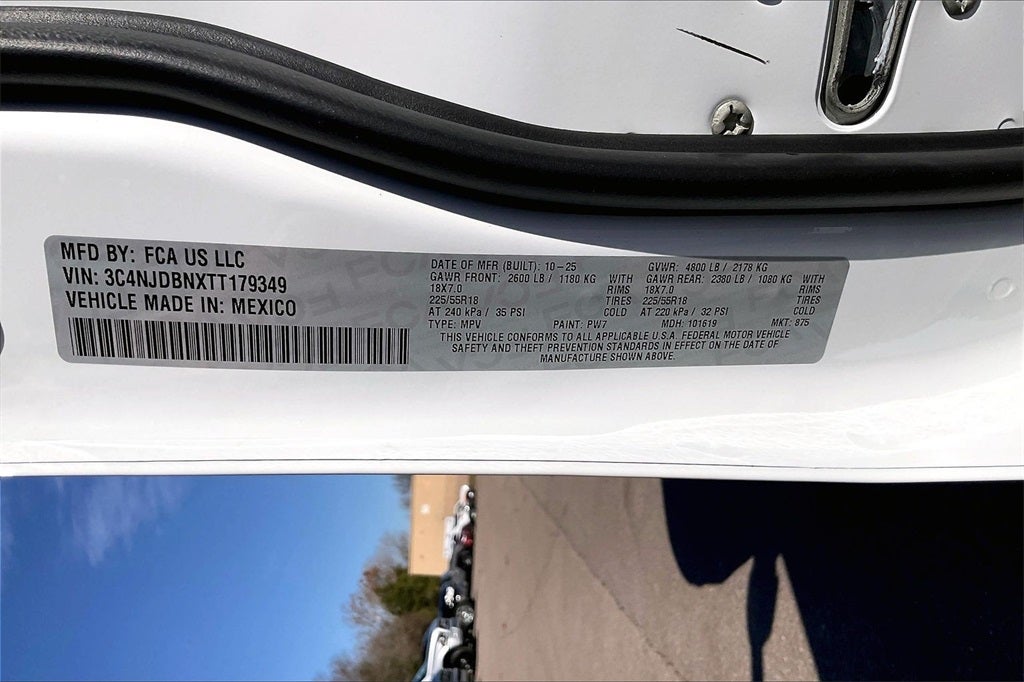 MFD BY: FCA US LLC
VIN: 3C4NJDBNXTT179349
VEHICLE MADE IN: MEXICO
DATE OF MFR (BUILT): 10-25 GVWR: 4800 LB / 2178 KG
GAWR FRONT: 2600 LB / 1180 KG WITH GAWR REAR: 2380 LB / 1080 KG WITH
18X7.0 RIMS 18X7.0 RIMS
225/55R18 TIRES 225/55R18 TIRES
AT 240 kPa / 35 PSI COLD AT 220 kPa / 32 PSI COLD
TYPE: MPV PAINT: PW7 MDH: 101619 MKT: 875
THIS VEHICLE CONFORMS TO ALL APPLICABLE U.S.A. FEDERAL MOTOR VEHICLE
SAFETY AND THEFT PREVENTION STANDARDS IN EFFECT ON THE DATE OF
MANUFACTURE SHOWN ABOVE.